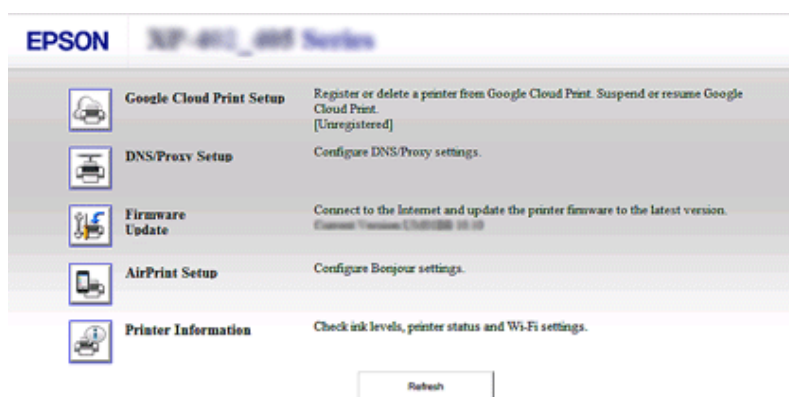 EPSON
Google Cloud Print Setup
Register or delete a printer from Google Cloud Print. Suspend or resume Google
Cloud Print.
[Unregistered]
DNS/Proxy Setup
Configure DNS/Proxy settings.
Firmware
Update
Connect to the Internet and update the printer firmware to the latest version.
AirPrint Setup
Configure Bonjour settings.
Printer Information
Check ink levels, printer status and Wi-Fi settings.
Refresh